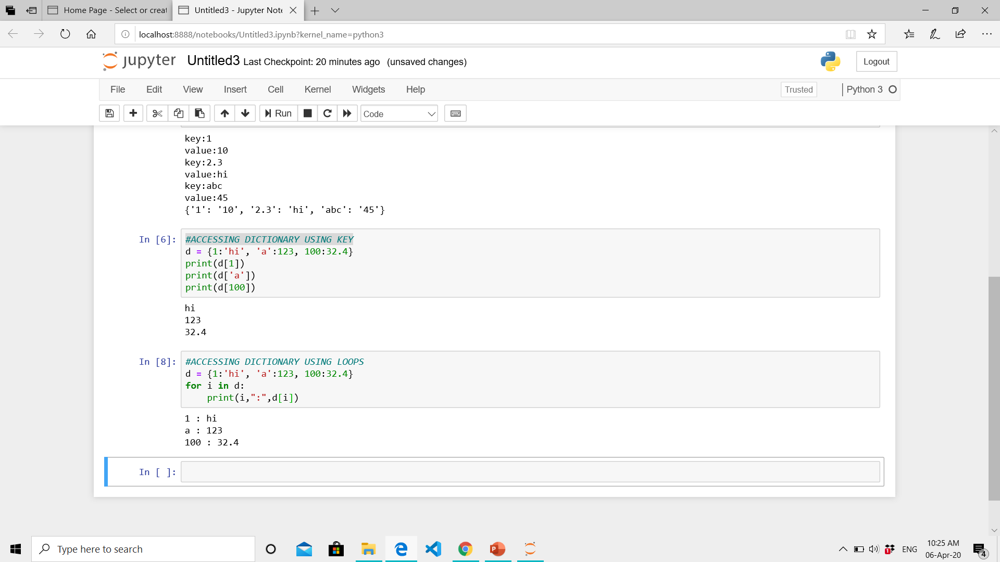 Home Page - Select or creat
Untitled3 - Jupyter Note
localhost:8888/notebooks/Untitled3.ipynb?kernel_name=python3
jupyter Untitled3 Last Checkpoint: 20 minutes ago (unsaved changes)
Logout
File Edit View Insert Cell Kernel Widgets Help
Trusted
Python 3
Run
Code
key:1
value:10
key:2.3
value:hi
key:abc
value:45
{'1': '10', '2.3': 'hi', 'abc': '45'}
In [6]:
#ACCESSING DICTIONARY USING KEY
d = {1:'hi', 'a':123, 100:32.4}
print(d[1])
print(d['a'])
print(d[100])
hi
123
32.4
In [8]:
#ACCESSING DICTIONARY USING LOOPS
d = {1:'hi', 'a':123, 100:32.4}
for i in d:
    print(i,":",d[i])
1 : hi
a : 123
100 : 32.4
In [ ]:
Type here to search
P
1
ENG
10:25 AM
06-Apr-20
4